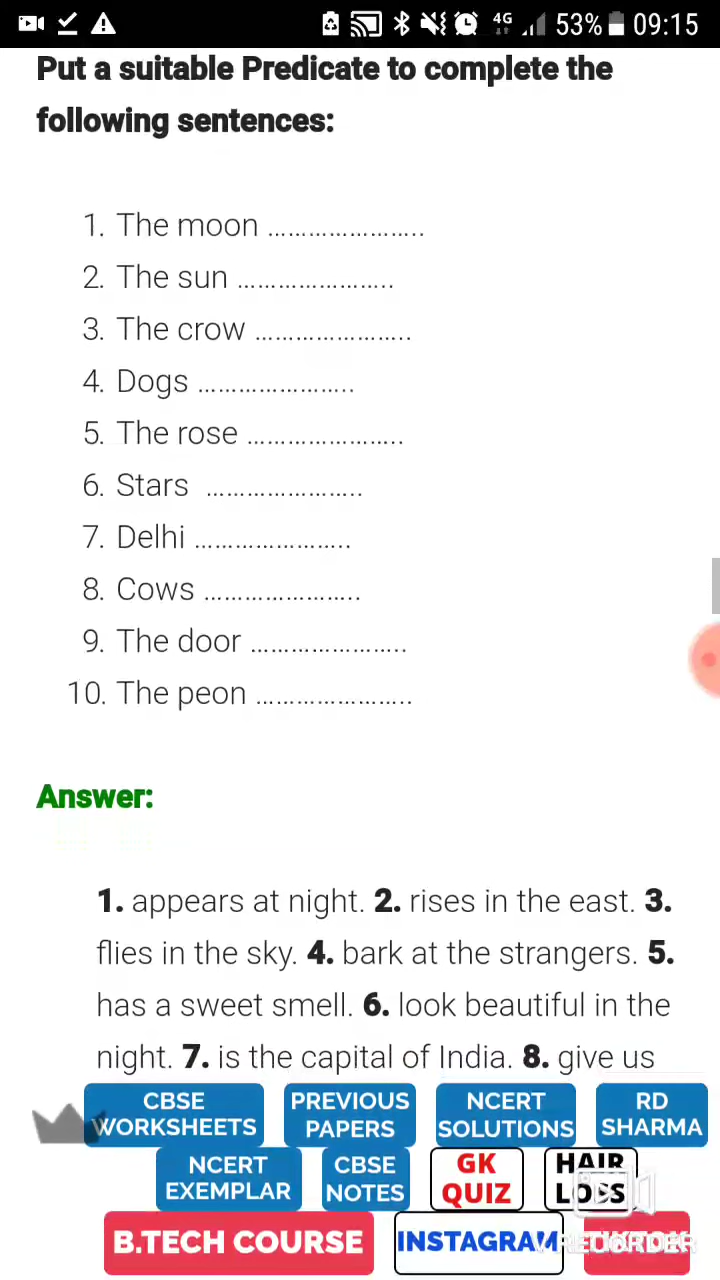 4G 53% 09:15
Put a suitable Predicate to complete the
following sentences:
1. The moon …………………..
2. The sun …………………..
3. The crow …………………..
4. Dogs …………………..
5. The rose …………………..
6. Stars …………………..
7. Delhi …………………..
8. Cows …………………..
9. The door …………………..
10. The peon …………………..
Answer:
1. appears at night. 2. rises in the east. 3.
flies in the sky. 4. bark at the strangers. 5.
has a sweet smell. 6. look beautiful in the
night. 7. is the capital of India. 8. give us
CBSE WORKSHEETS
PREVIOUS PAPERS
NCERT SOLUTIONS
RD SHARMA
NCERT EXEMPLAR
CBSE NOTES
GK QUIZ
HAIR LOSS
B.TECH COURSE
INSTAGRAM